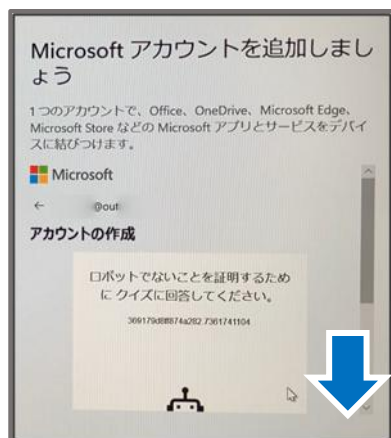 Microsoft アカウントを追加しまし
ょう
1 つのアカウントで、Office、OneDrive、Microsoft Edge、
Microsoft Store などの Microsoft アプリとサービスをデバイ
スに結びつけます。
Microsoft
← @out
アカウントの作成
ロボットでないことを証明するため
に クイズに回答してください。